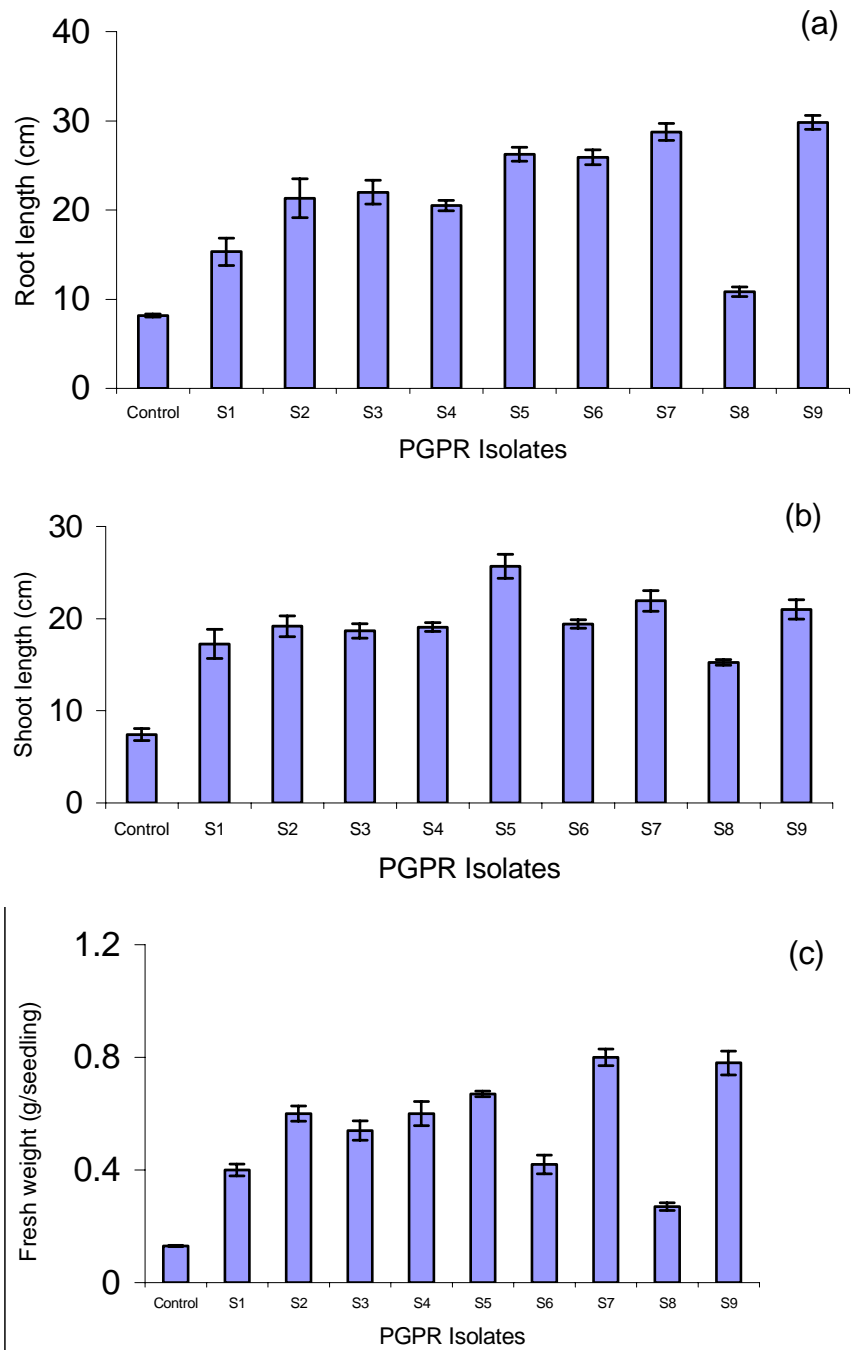 (a)
40
30
20
10
0
Root length (cm)
Control S1 S2 S3 S4 S5 S6 S7 S8 S9
PGPR Isolates
(b)
30
20
10
0
Shoot length (cm)
Control S1 S2 S3 S4 S5 S6 S7 S8 S9
PGPR Isolates
(c)
1.2
0.8
0.4
0
Fresh weight (g/seedling)
Control S1 S2 S3 S4 S5 S6 S7 S8 S9
PGPR Isolates